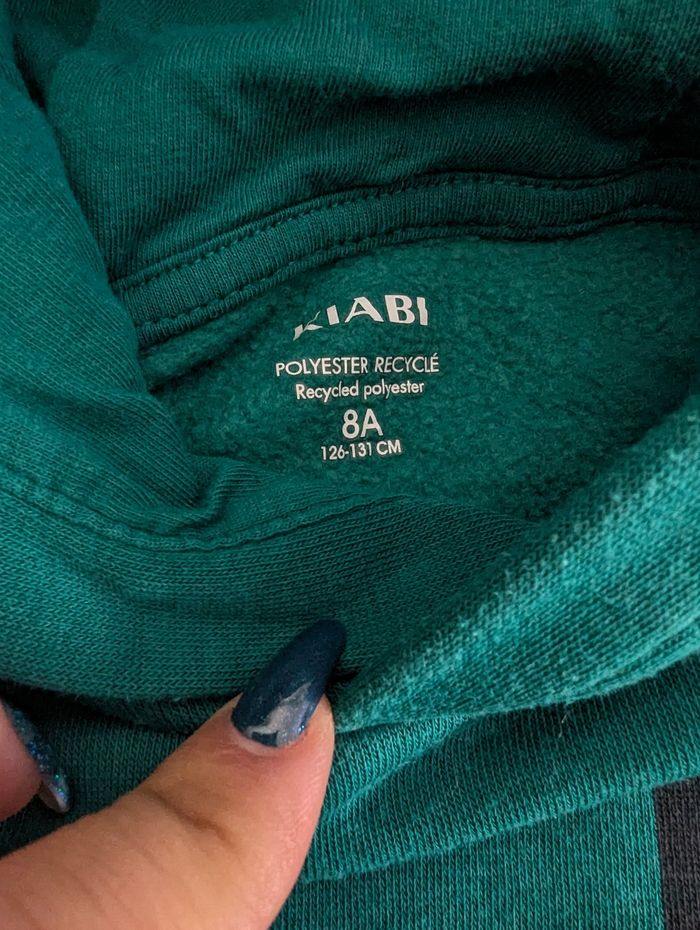 KIABI
POLYESTER RECYCLÉ
Recycled polyester
8A
126-131 CM